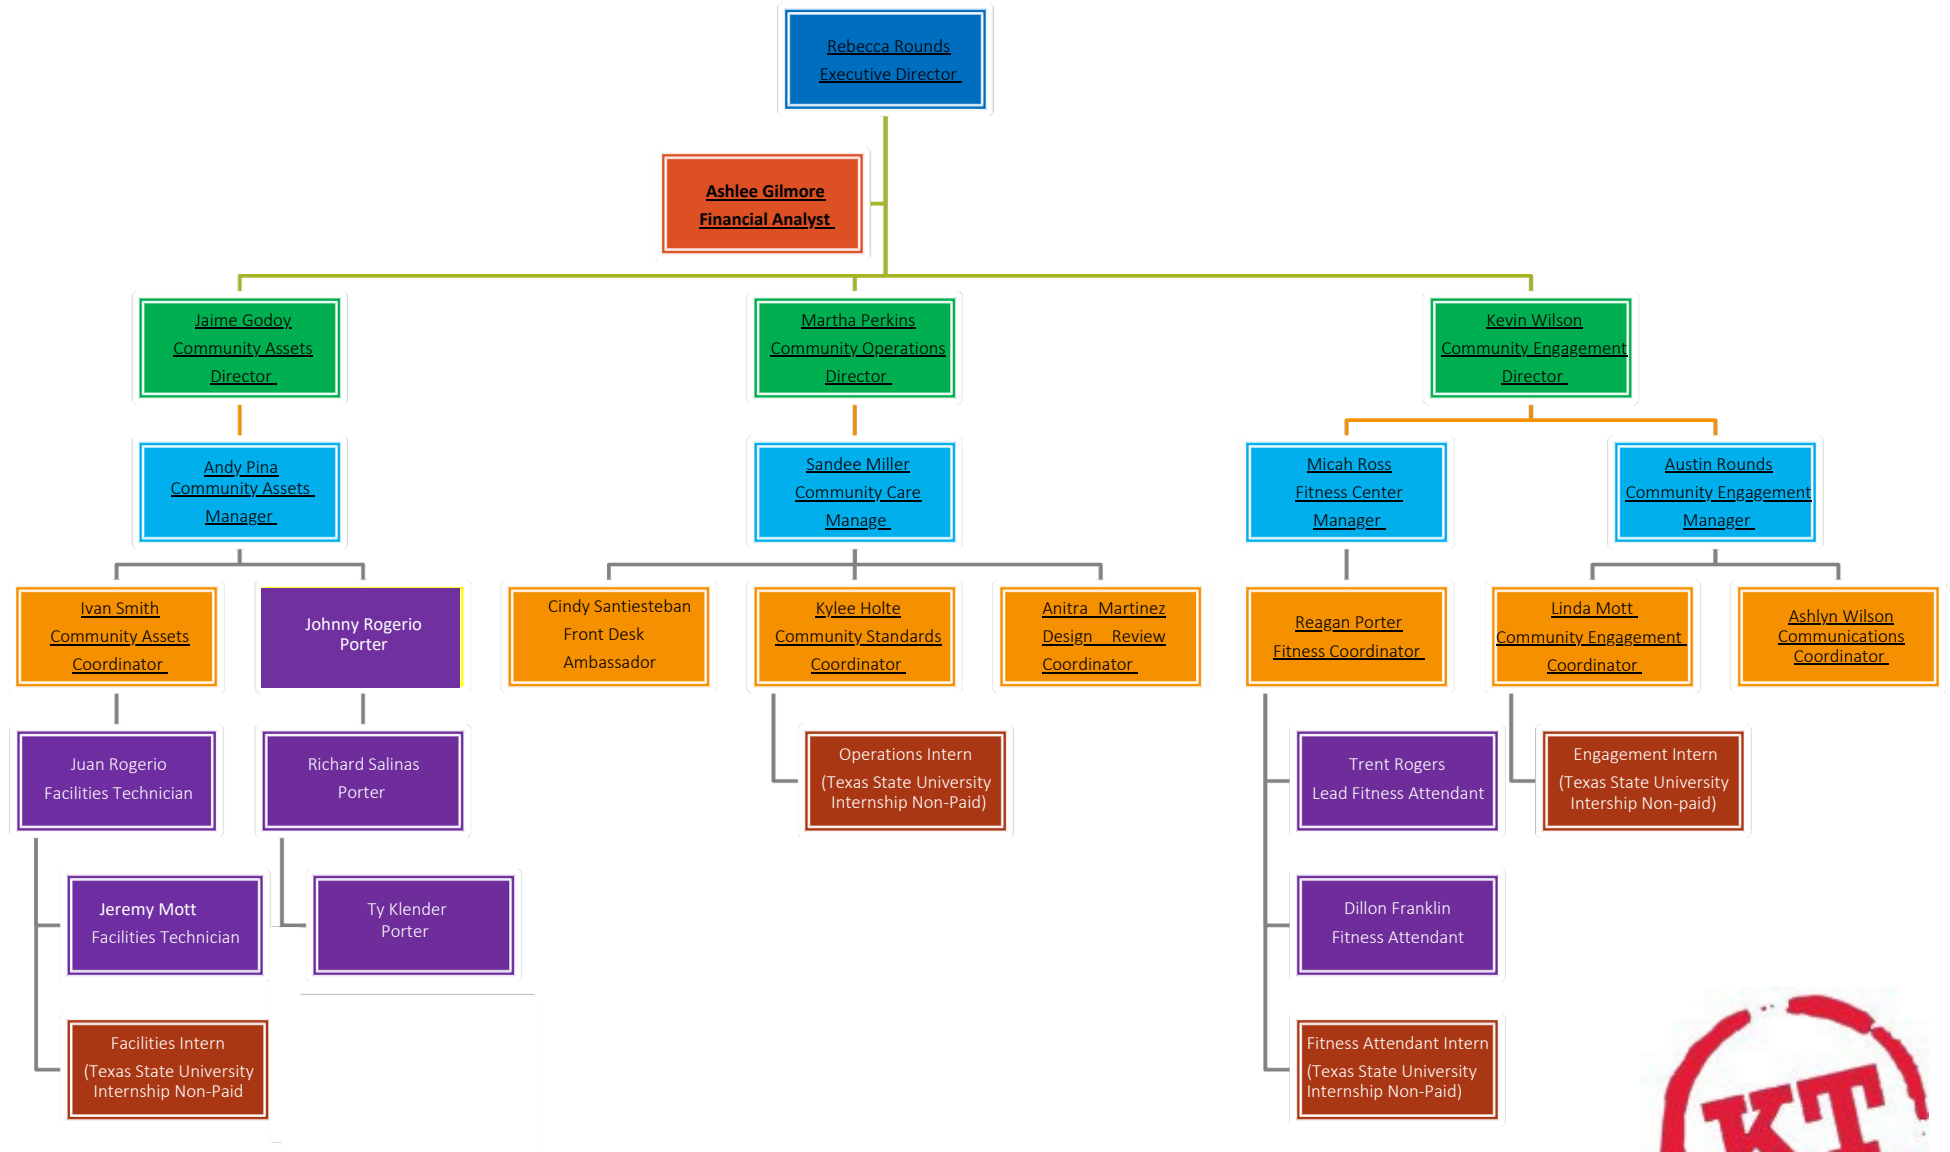 Rebecca Rounds
Executive Director
Ashlee Gilmore
Financial Analyst
Jaime Godoy
Community Assets
Director
Martha Perkins
Community Operations
Director
Kevin Wilson
Community Engagement
Director
Andy Pina
Community Assets
Manager
Sandee Miller
Community Care
Manage
Micah Ross
Fitness Center
Manager
Austin Rounds
Community Engagement
Manager
Ivan Smith
Community Assets
Coordinator
Johnny Rogerio
Porter
Cindy Santiesteban
Front Desk
Ambassador
Kylee Holte
Community Standards
Coordinator
Anitra Martinez
Design Review
Coordinator
Reagan Porter
Fitness Coordinator
Linda Mott
Community Engagement
Coordinator
Ashlyn Wilson
Communications
Coordinator
Juan Rogerio
Facilities Technician
Richard Salinas
Porter
Operations Intern
(Texas State University
Internship Non-Paid)
Trent Rogers
Lead Fitness Attendant
Engagement Intern
(Texas State University
Intership Non-paid)
Jeremy Mott
Facilities Technician
Ty Klender
Porter
Dillon Franklin
Fitness Attendant
Facilities Intern
(Texas State University
Internship Non-Paid
Fitness Attendant Intern
(Texas State University
Internship Non-Paid)
KT